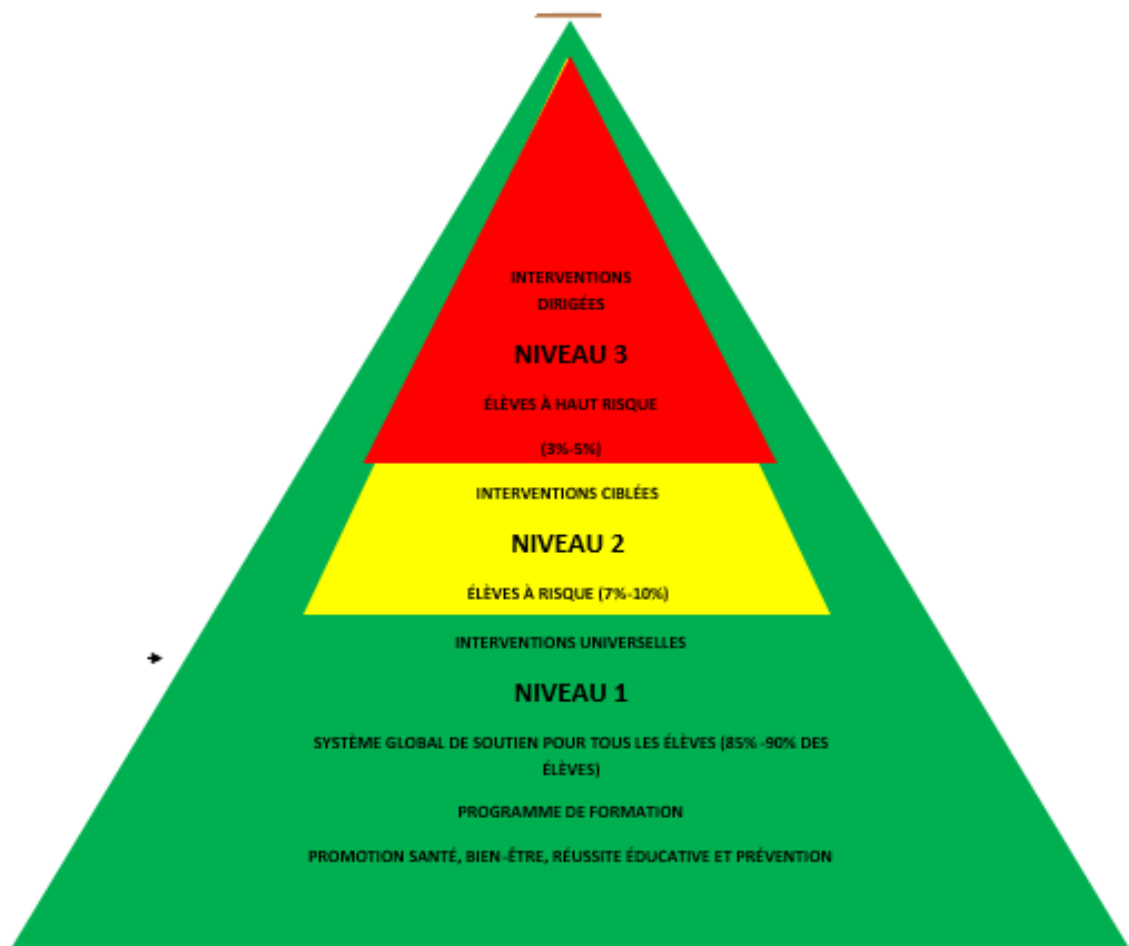 INTERVENTIONS
DIRIGÉES
NIVEAU 3
ÉLÈVES À HAUT RISQUE
(3%-5%)
INTERVENTIONS CIBLÉES
NIVEAU 2
ÉLÈVES À RISQUE (7%-10%)
INTERVENTIONS UNIVERSELLES
NIVEAU 1
SYSTÈME GLOBAL DE SOUTIEN POUR TOUS LES ÉLÈVES (85% -90% DES
ÉLÈVES)
PROGRAMME DE FORMATION
PROMOTION SANTÉ, BIEN-ÊTRE, RÉUSSITE ÉDUCATIVE ET PRÉVENTION